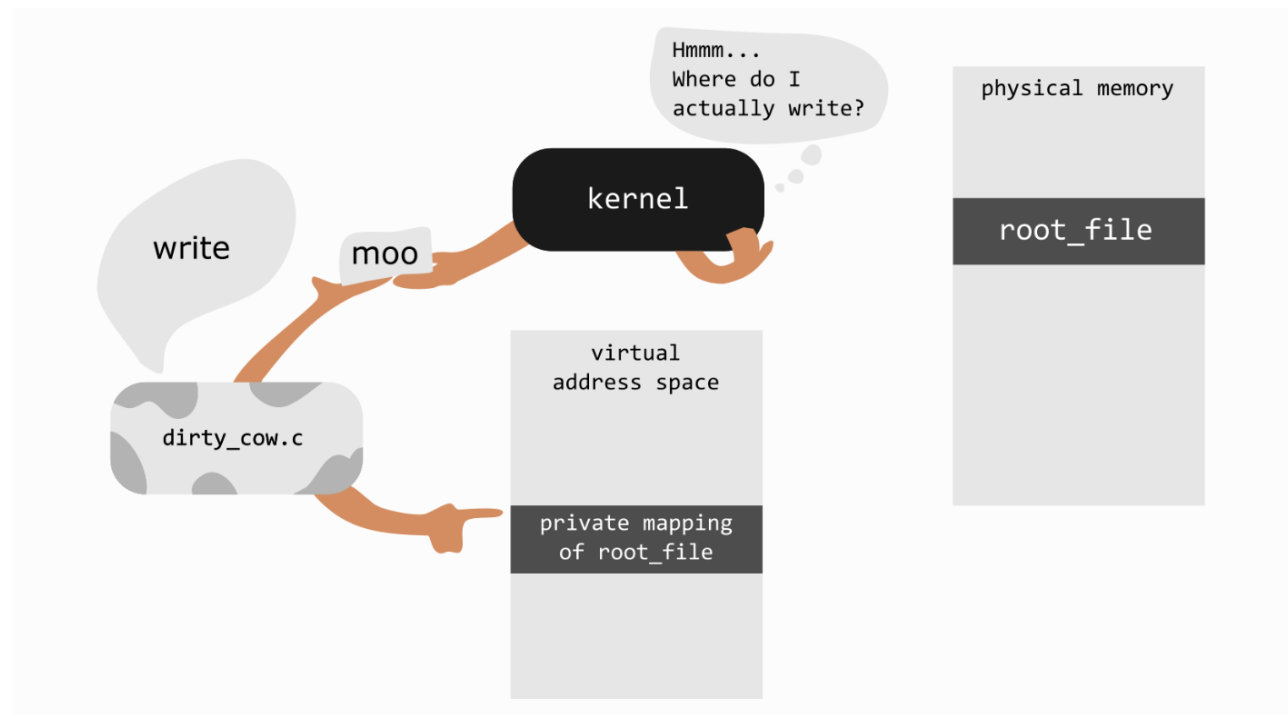 Hmmm...
Where do I
actually write?
physical memory
kernel
root_file
write
moo
virtual
address space
dirty_cow.c
private mapping
of root_file